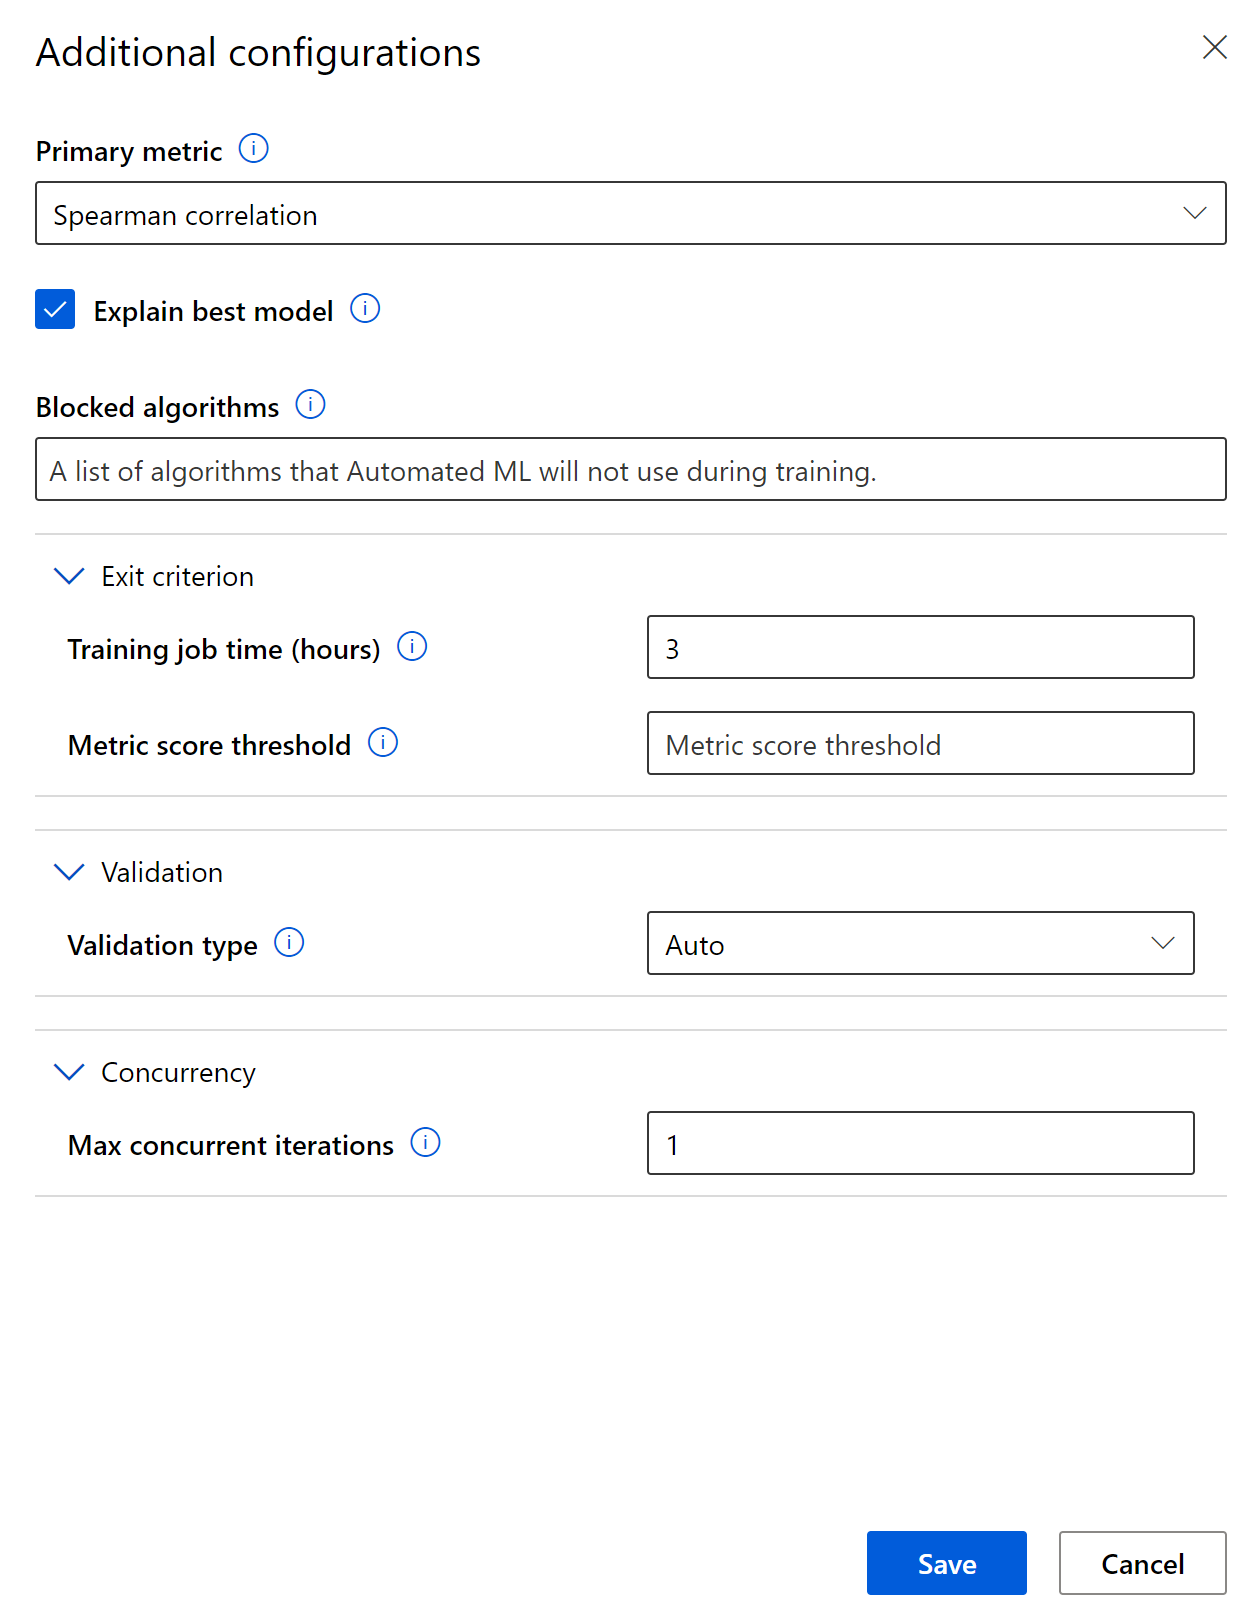 Additional configurations
Primary metric
Spearman correlation
Explain best model
Blocked algorithms
A list of algorithms that Automated ML will not use during training.
Exit criterion
Training job time (hours)
3
Metric score threshold
Metric score threshold
Validation
Validation type
Auto
Concurrency
Max concurrent iterations
1
Save
Cancel